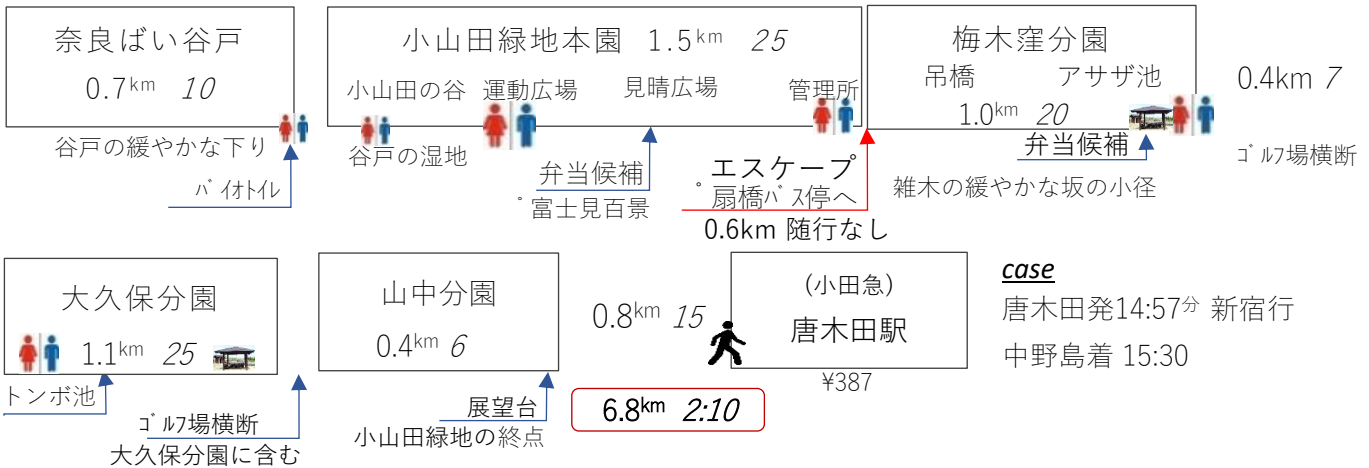 奈良ばい谷戸
0.7km 10
谷戸の緩やかな下り
バイオトイレ
小山田緑地本園 1.5km 25
小山田の谷 運動広場 見晴広場 管理所
谷戸の湿地
弁当候補
゜富士見百景
エスケープ
゜扇橋バス停へ
0.6km 随行なし
梅木窪分園
吊橋 アサザ池
1.0km 20
弁当候補
雑木の緩やかな坂の小径
0.4km 7
ゴルフ場横断
大久保分園
1.1km 25
トンボ池
ゴルフ場横断
大久保分園に含む
山中分園
0.4km 6
展望台
小山田緑地の終点
0.8km 15
6.8km 2:10
(小田急)
唐木田駅
¥387
case
唐木田発14:57分 新宿行
中野島着 15:30